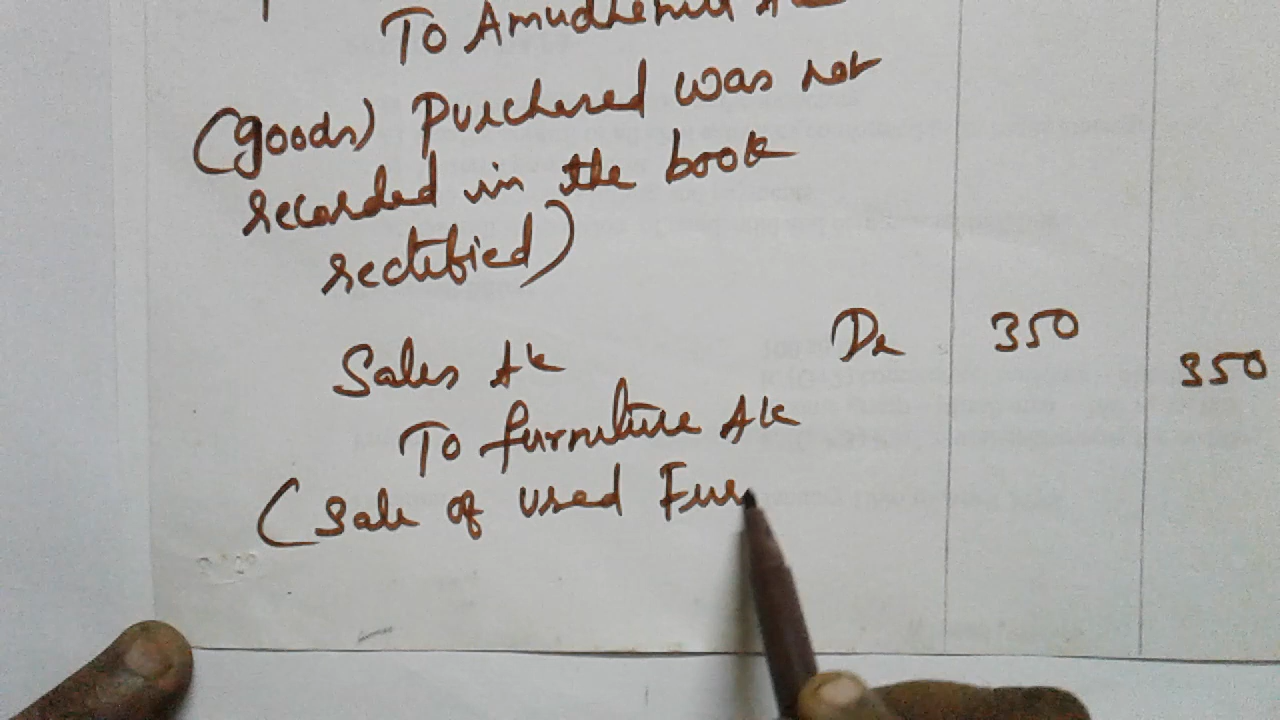 To Amudhenila A/c
(goods) purchased was not
recorded in the book
rectified)
Sales A/c Dr 350
To furniture A/c 350
(Sale of used Fur